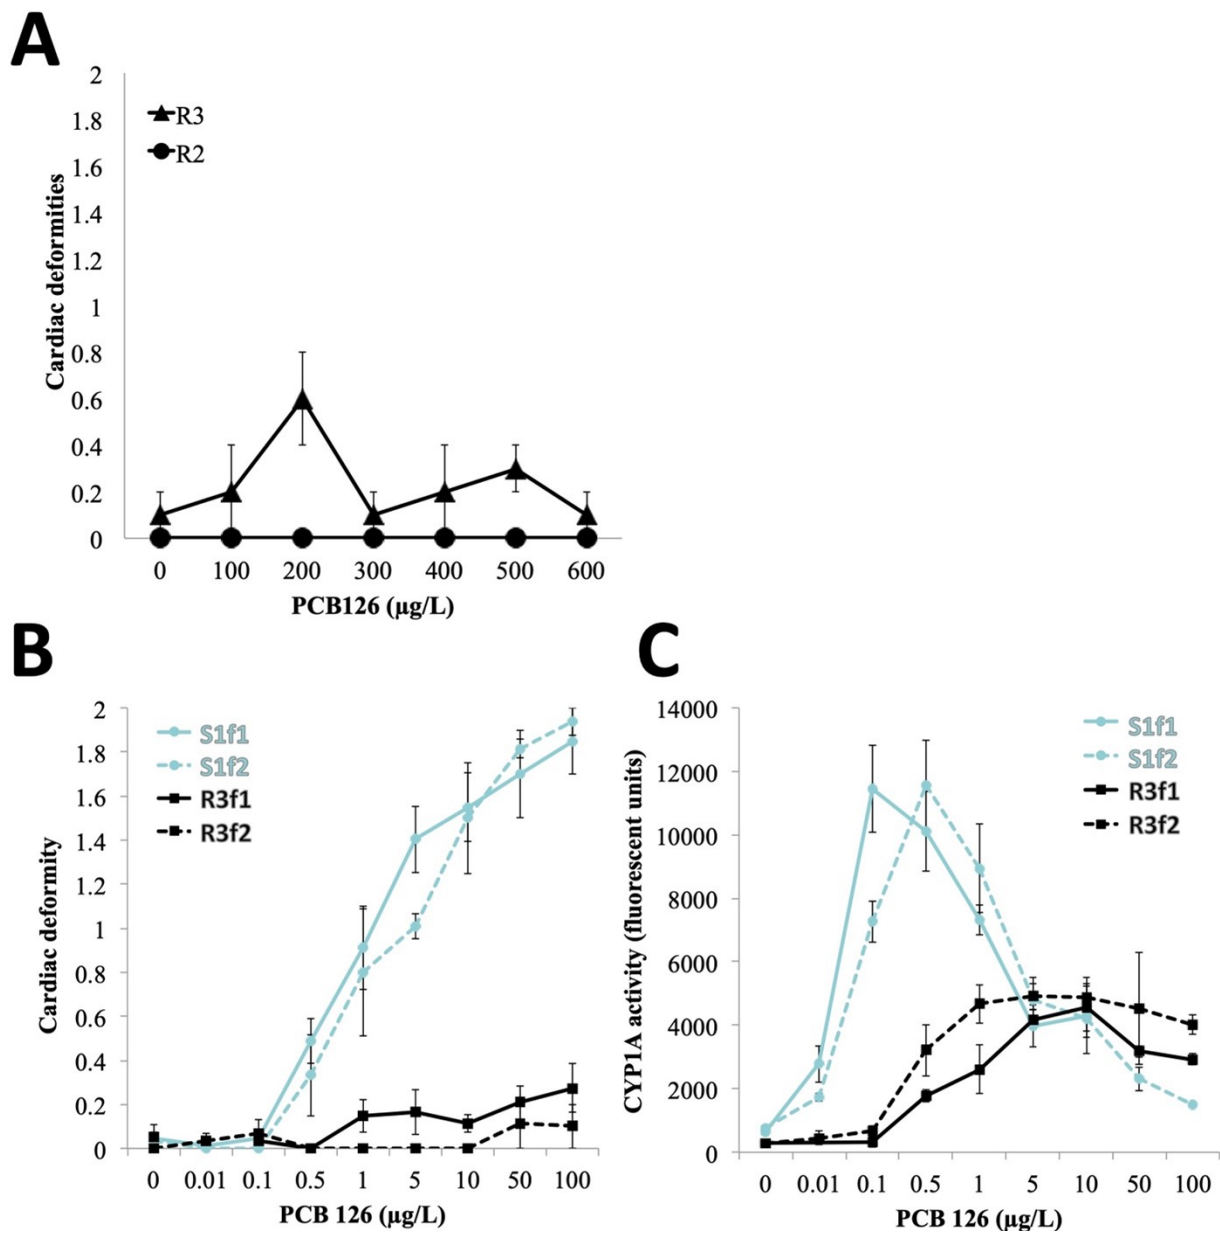 A
2
1.8
1.6
1.4
1.2
1
0.8
0.6
0.4
0.2
0
Cardiac deformities
R3
R2
0 100 200 300 400 500 600
PCB126 (µg/L)
B
2
1.8
1.6
1.4
1.2
1
0.8
0.6
0.4
0.2
0
Cardiac deformity
S1f1
S1f2
R3f1
R3f2
0 0.01 0.1 0.5 1 5 10 50 100
PCB 126 (µg/L)
C
14000
12000
10000
8000
6000
4000
2000
0
CYP1A activity (fluorescent units)
S1f1
S1f2
R3f1
R3f2
0 0.01 0.1 0.5 1 5 10 50 100
PCB 126 (µg/L)